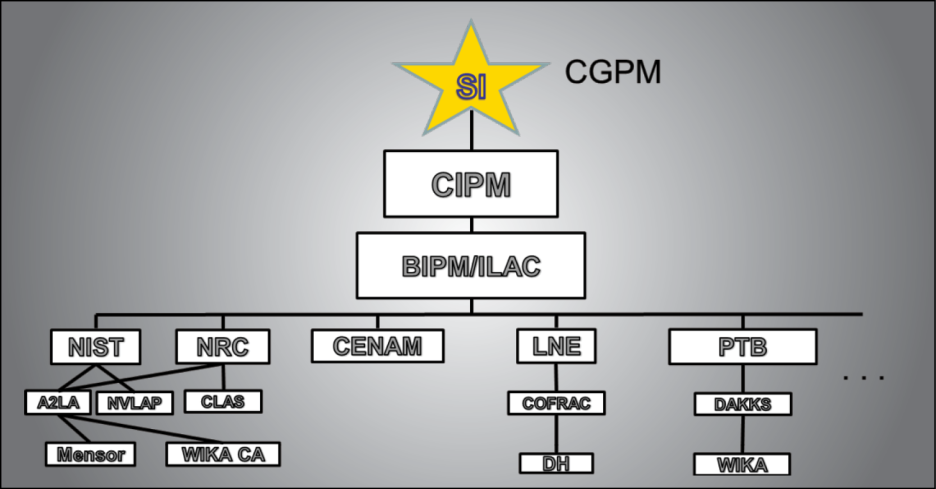 SI
CGPM
CIPM
BIPM/ILAC
NIST NRC CENAM LNE PTB
. . .
A2LA NVLAP CLAS COFRAC DAKKS
Mensor WIKA CA DH WIKA